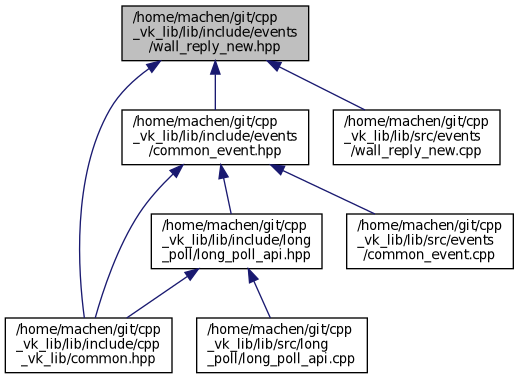 /home/machen/git/cpp
_vk_lib/lib/include/events
/wall_reply_new.hpp
/home/machen/git/cpp
_vk_lib/lib/include/events
/common_event.hpp
/home/machen/git/cpp
_vk_lib/lib/src/events
/wall_reply_new.cpp
/home/machen/git/cpp
_vk_lib/lib/include/long
_poll/long_poll_api.hpp
/home/machen/git/cpp
_vk_lib/lib/src/events
/common_event.cpp
/home/machen/git/cpp
_vk_lib/lib/include/cpp
_vk_lib/common.hpp
/home/machen/git/cpp
_vk_lib/lib/src/long
_poll/long_poll_api.cpp